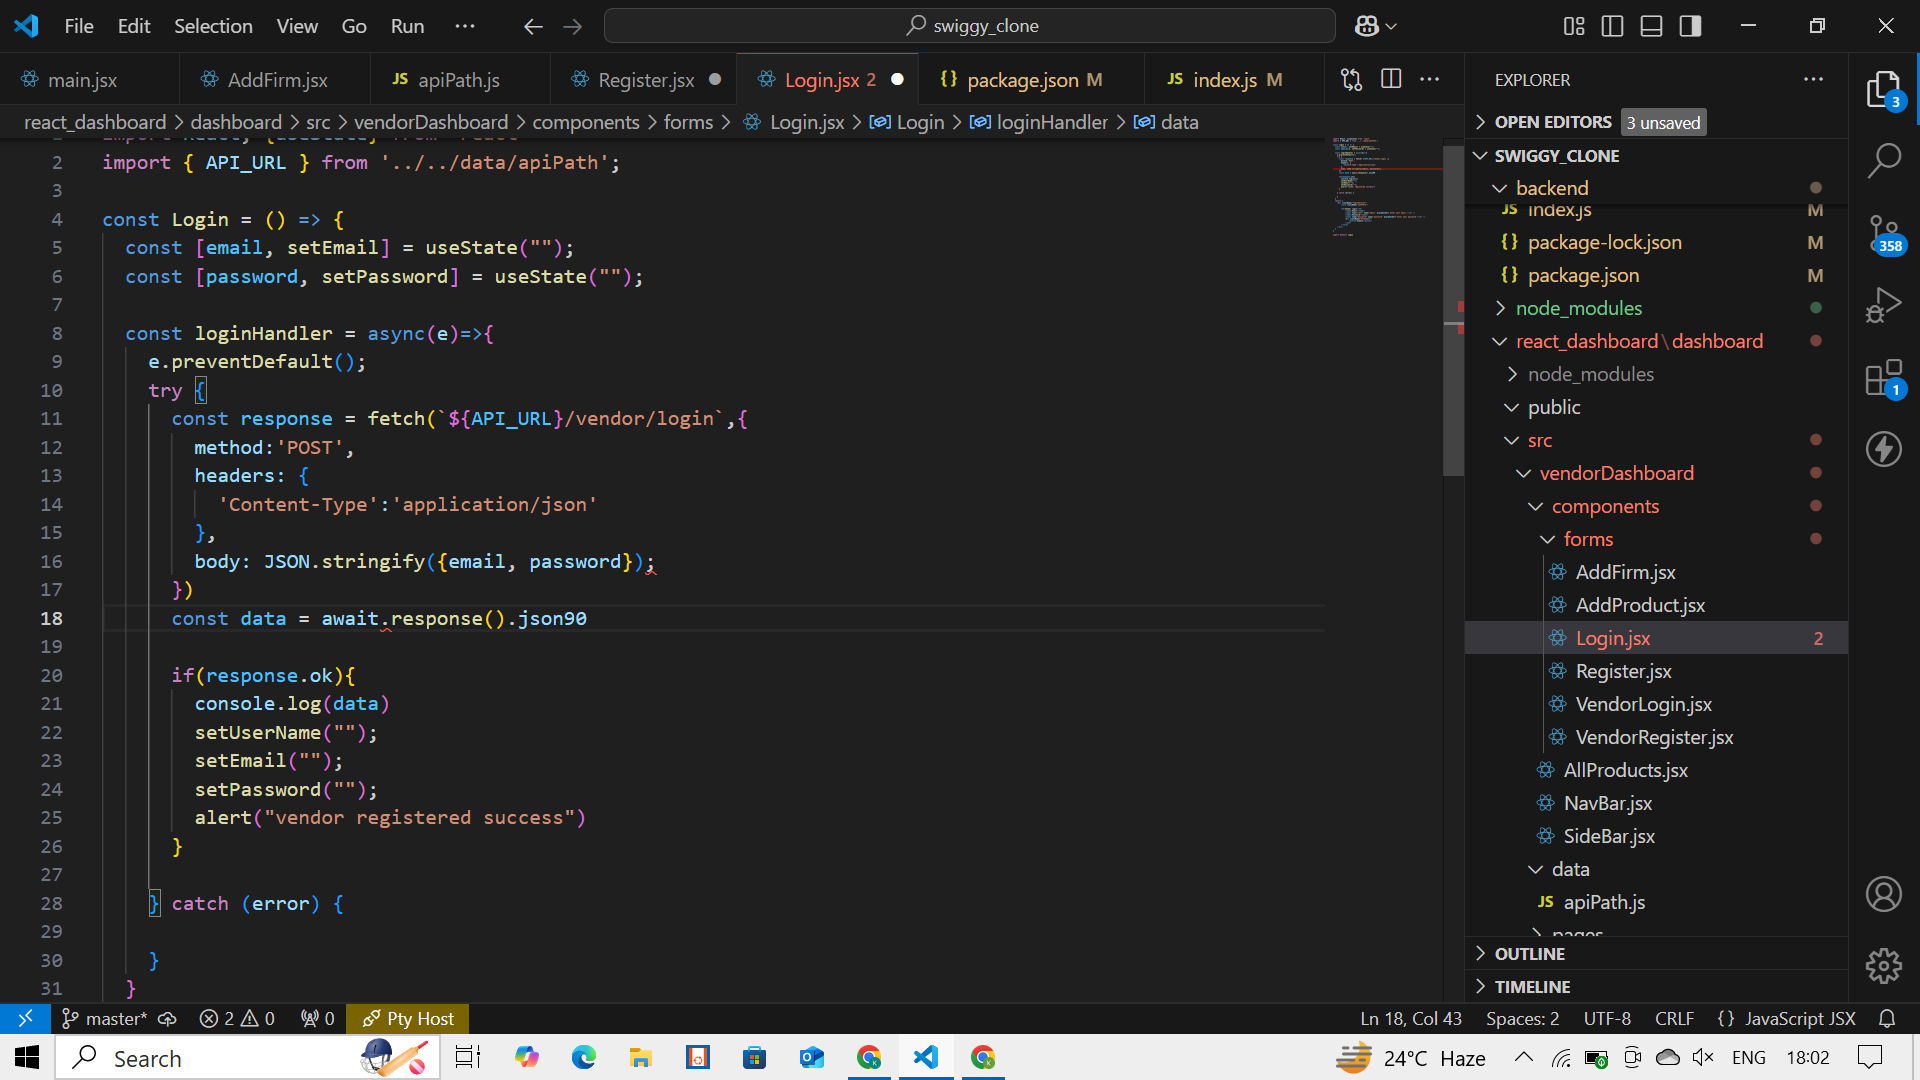 File Edit Selection View Go Run ··· swiggy_clone
main.jsx AddFirm.jsx JS apiPath.js Register.jsx Login.jsx 2 {} package.json M JS index.js M
react_dashboard > dashboard > src > vendorDashboard > components > forms > Login.jsx > Login > loginHandler > data
2 import { API_URL } from '../../data/apiPath';
3
4 const Login = () => {
5 const [email, setEmail] = useState("");
6 const [password, setPassword] = useState("");
7
8 const loginHandler = async(e)=>{
9 e.preventDefault();
10 try {
11 const response = fetch(`${API_URL}/vendor/login`,{
12 method:'POST',
13 headers: {
14 'Content-Type':'application/json'
15 },
16 body: JSON.stringify({email, password});
17 })
18 const data = await.response().json90
19
20 if(response.ok){
21 console.log(data)
22 setUserName("");
23 setEmail("");
24 setPassword("");
25 alert("vendor registered success")
26 }
27
28 } catch (error) {
29
30 }
31 }
EXPLORER ···
OPEN EDITORS 3 unsaved
SWIGGY_CLONE
backend
JS index.js M
{} package-lock.json M
{} package.json M
node_modules
react_dashboard\dashboard
node_modules
public
src
vendorDashboard
components
forms
AddFirm.jsx
AddProduct.jsx
Login.jsx 2
Register.jsx
VendorLogin.jsx
VendorRegister.jsx
AllProducts.jsx
NavBar.jsx
SideBar.jsx
data
JS apiPath.js
pages
OUTLINE
TIMELINE
3
358
1
master* 2 0 0 Pty Host Ln 18, Col 43 Spaces: 2 UTF-8 CRLF {} JavaScript JSX
Search 24°C Haze ENG 18:02